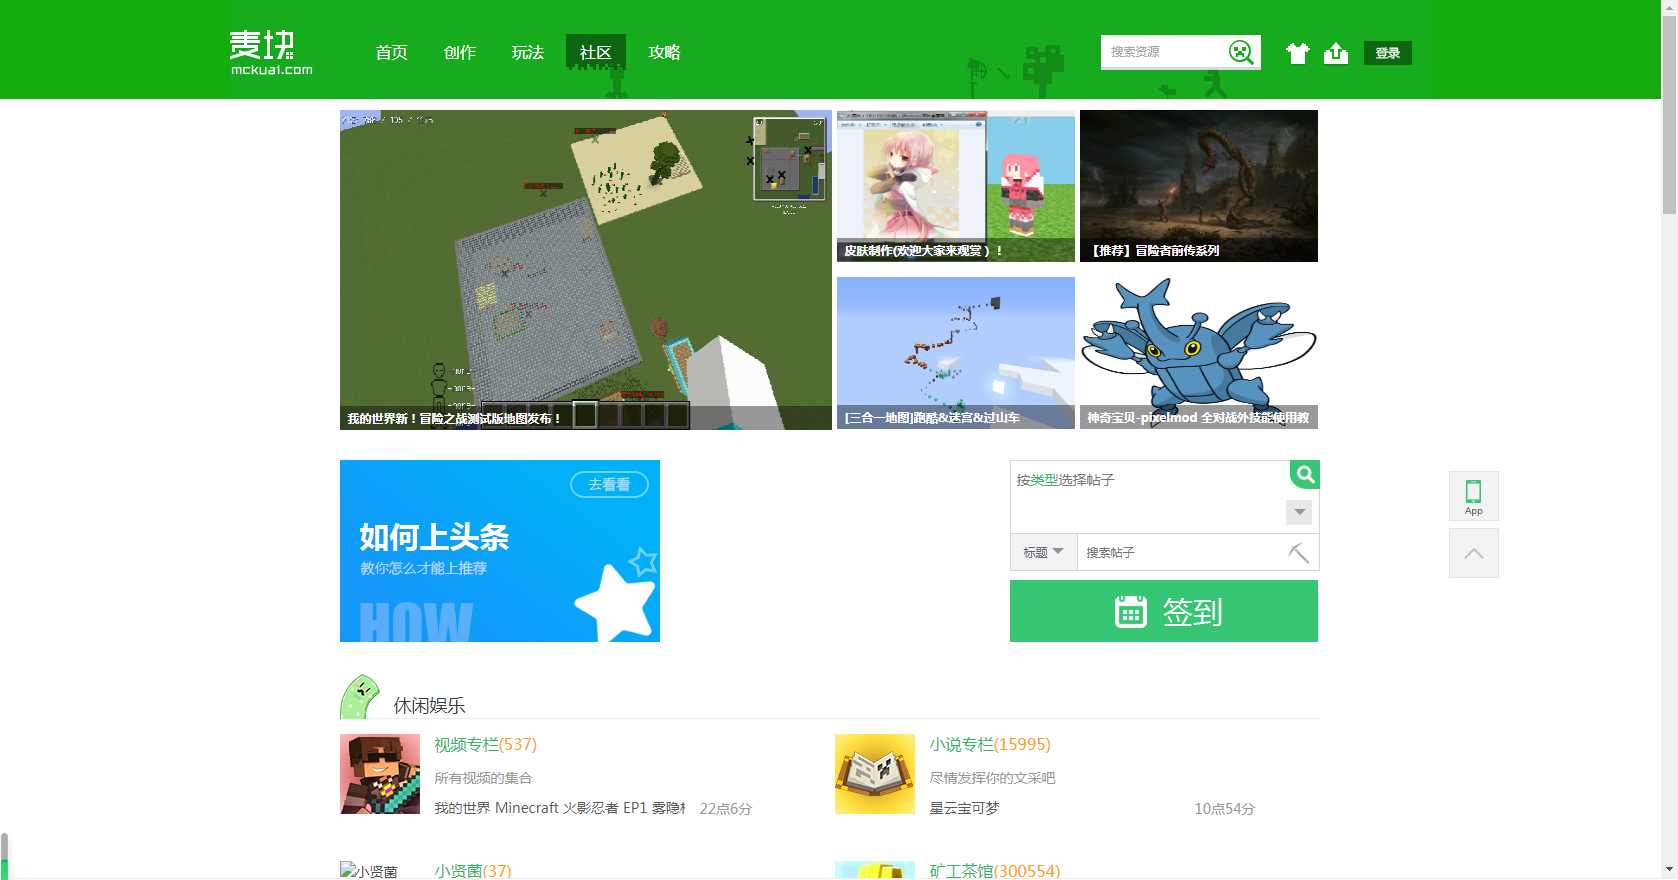 麦块
mckuai.com
首页
创作
玩法
社区
攻略
搜索资源
登录
我的世界新！冒险之战测试版地图发布！
皮肤制作(欢迎大家来观赏）！
【推荐】冒险者前传系列
[三合一地图]跑酷&迷宫&过山车
神奇宝贝-pixelmod 全对战外技能使用教
去看看
如何上头条
教你怎么才能上推荐
HOW
按类型选择帖子
标题
搜索帖子
签到
App
休闲娱乐
视频专栏(537)
所有视频的集合
我的世界 Minecraft 火影忍者 EP1 雾隐村 22点6分
小说专栏(15995)
尽情发挥你的文采吧
星云宝可梦 10点54分
小贤菌
小贤菌(37)
矿工茶馆(300554)